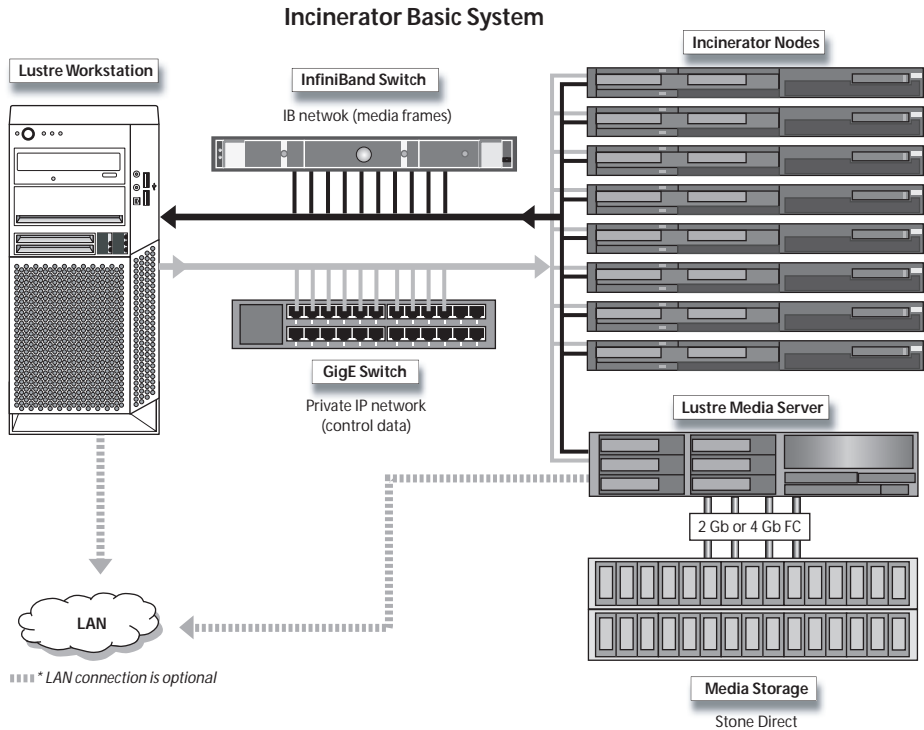 Incinerator Basic System
Lustre Workstation
InfiniBand Switch
IB netwok (media frames)
Incinerator Nodes
GigE Switch
Private IP network
(control data)
Lustre Media Server
2 Gb or 4 Gb FC
LAN
* LAN connection is optional
Media Storage
Stone Direct